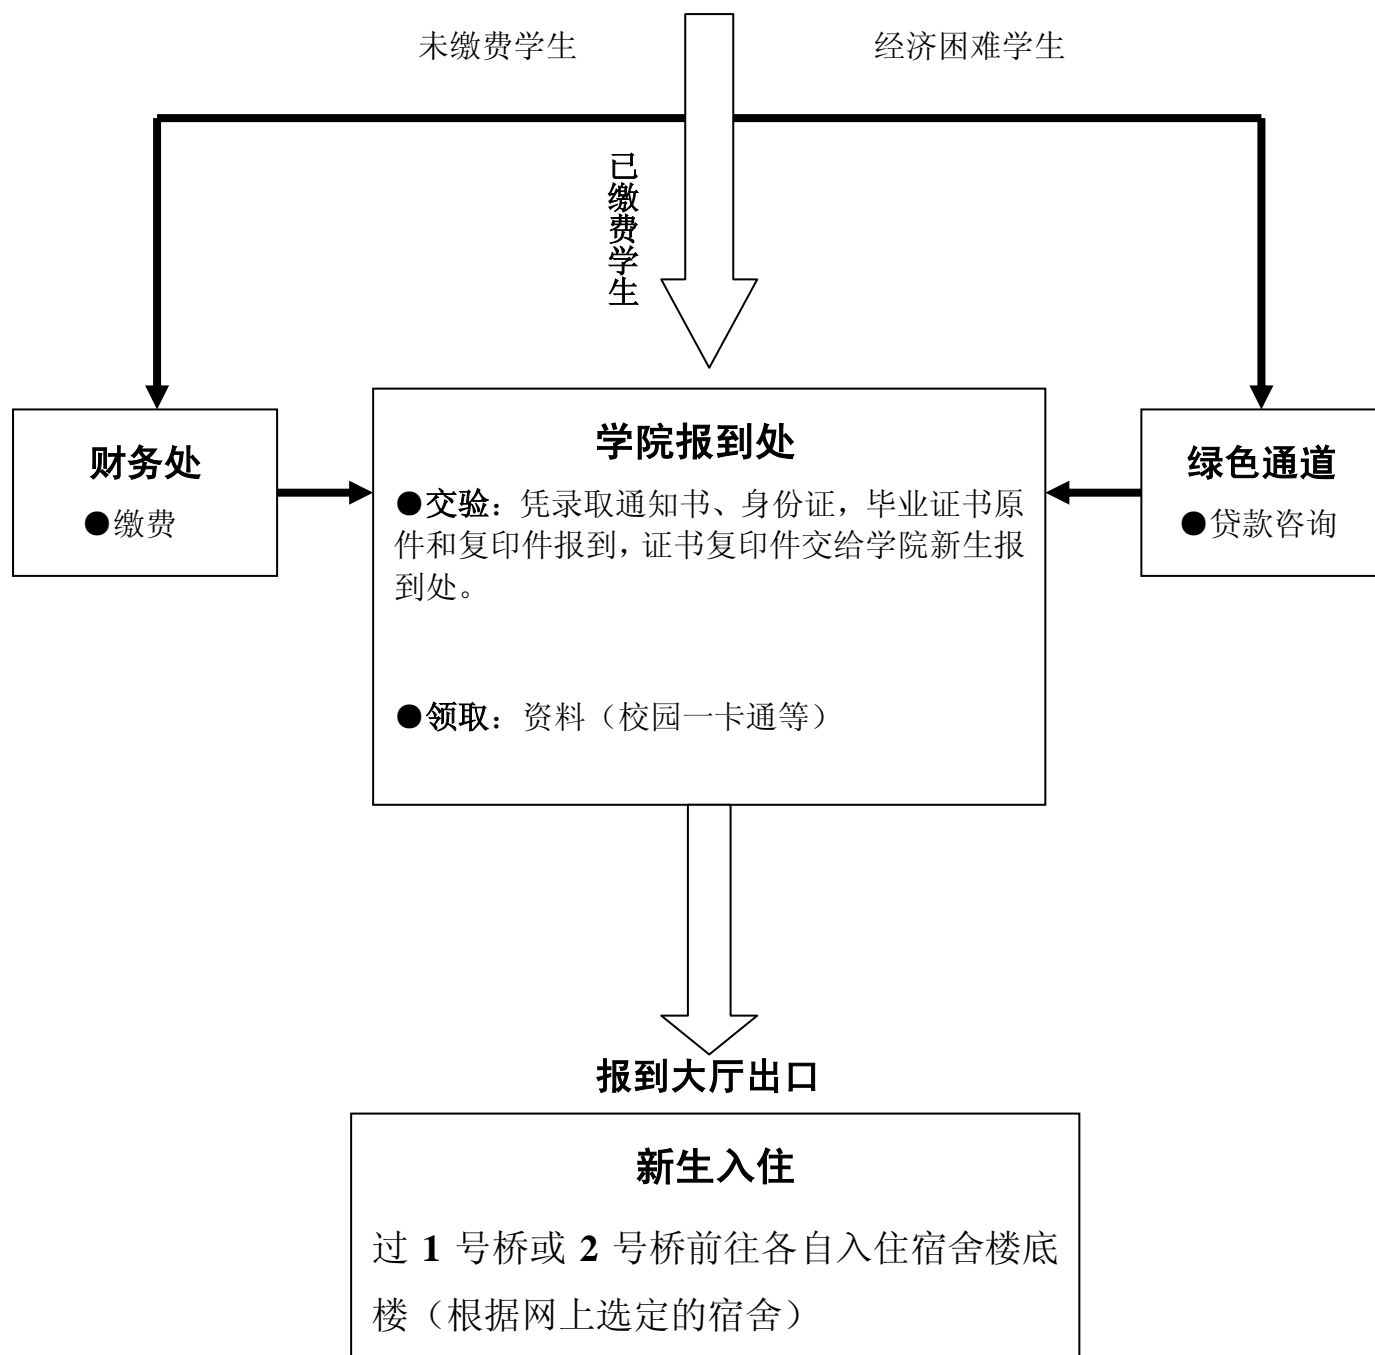 未缴费学生
经济困难学生
已缴费学生
财务处
●缴费
学院报到处
●交验：凭录取通知书、身份证，毕业证书原
件和复印件报到，证书复印件交给学院新生报
到处。
●领取：资料（校园一卡通等）
绿色通道
●贷款咨询
报到大厅出口
新生入住
过 1 号桥或 2 号桥前往各自入住宿舍楼底
楼（根据网上选定的宿舍）